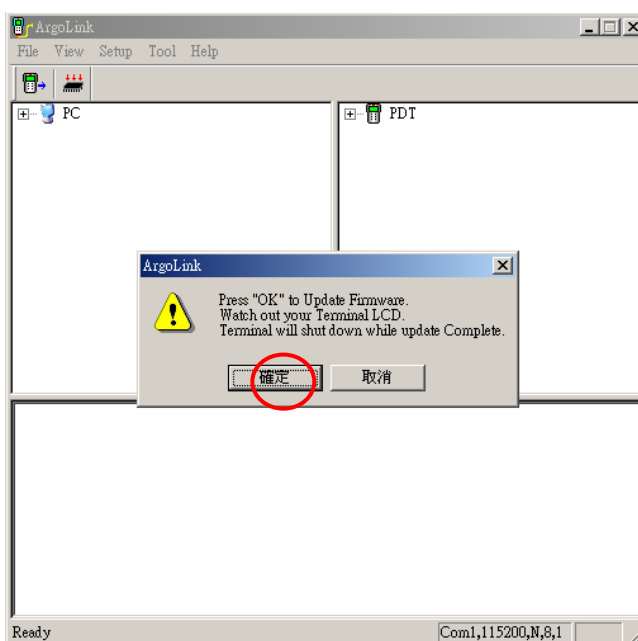 ArgoLink
File View Setup Tool Help
PC
PDT
ArgoLink
Press "OK" to Update Firmware.
Watch out your Terminal LCD.
Terminal will shut down while update Complete.
確定 取消
Ready Com1,115200,N,8,1